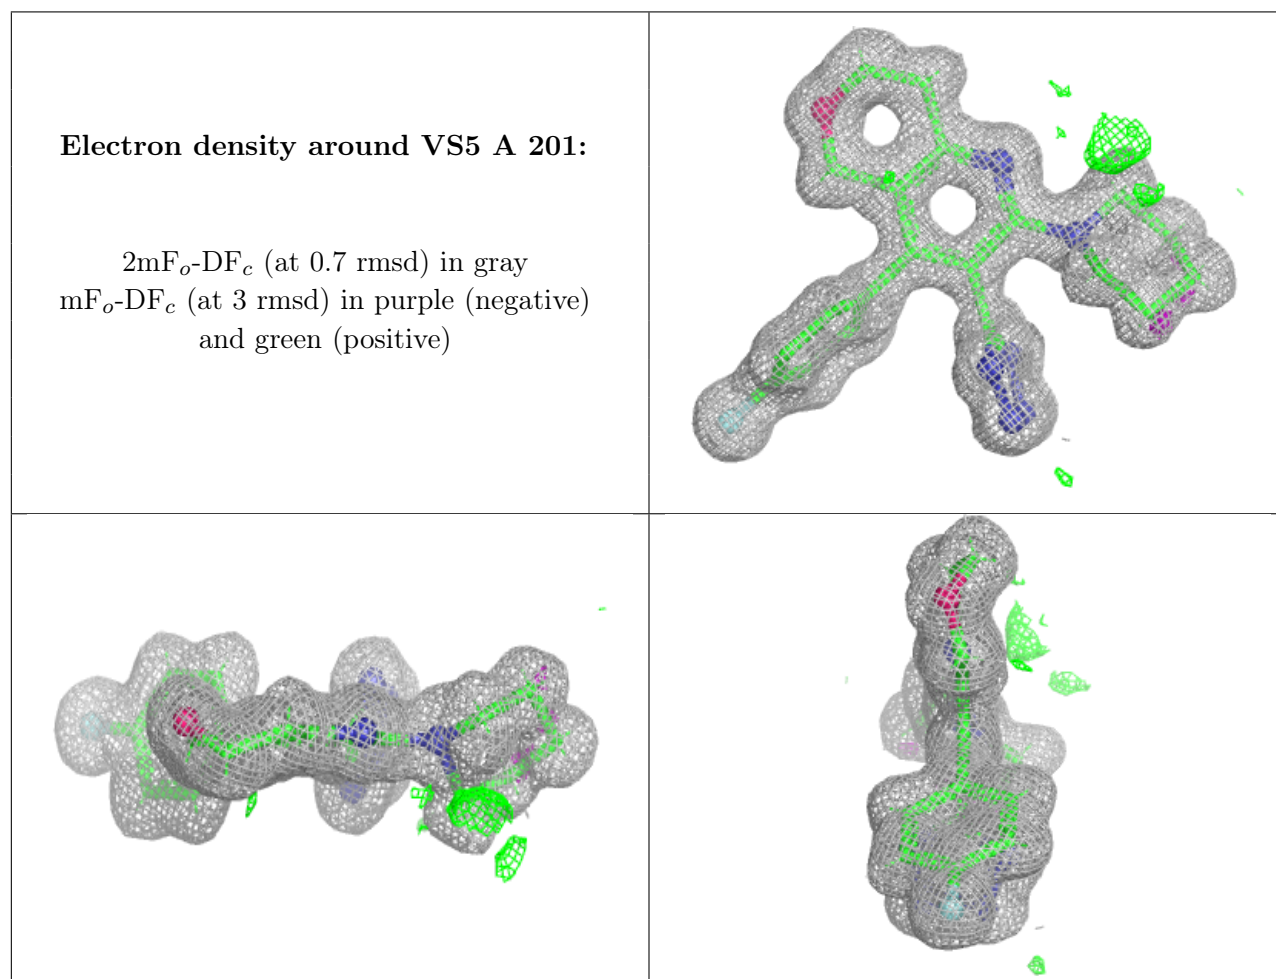 Electron density around VS5 A 201:
2mFo-DFc (at 0.7 rmsd) in gray
mFo-DFc (at 3 rmsd) in purple (negative)
and green (positive)